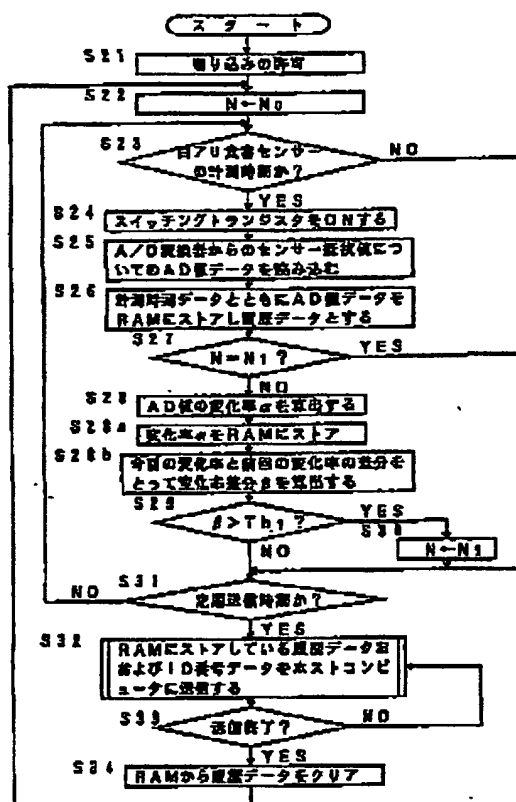 スタート
S21
割り込みの許可
S22
N←N0
S23
白アリ食害センサー
の計測時刻か?
NO
YES
S24
スイッチングトランジスタをONする
S25
A/D変換器からのセンサー抵抗値につ
いてのAD値データを読み込む
S26
計測時刻データとともにAD値データを
RAMにストアし履歴データとする
S27
N=N1?
YES
NO
S28
AD値の変化率αを算出する
S28a
変化率αをRAMにストア
S28b
今回の変化率と前回の変化率の差分を
とって変化率差分βを算出する
S29
β>Th1?
YES
S30
N←N1
NO
S31
NO
定期送信時刻か?
YES
S32
RAMにストアしている履歴データお
およびID番号データをホストコンピ
ュータに送信する
S33
送信終了?
NO
YES
S34
RAMから履歴データをクリア